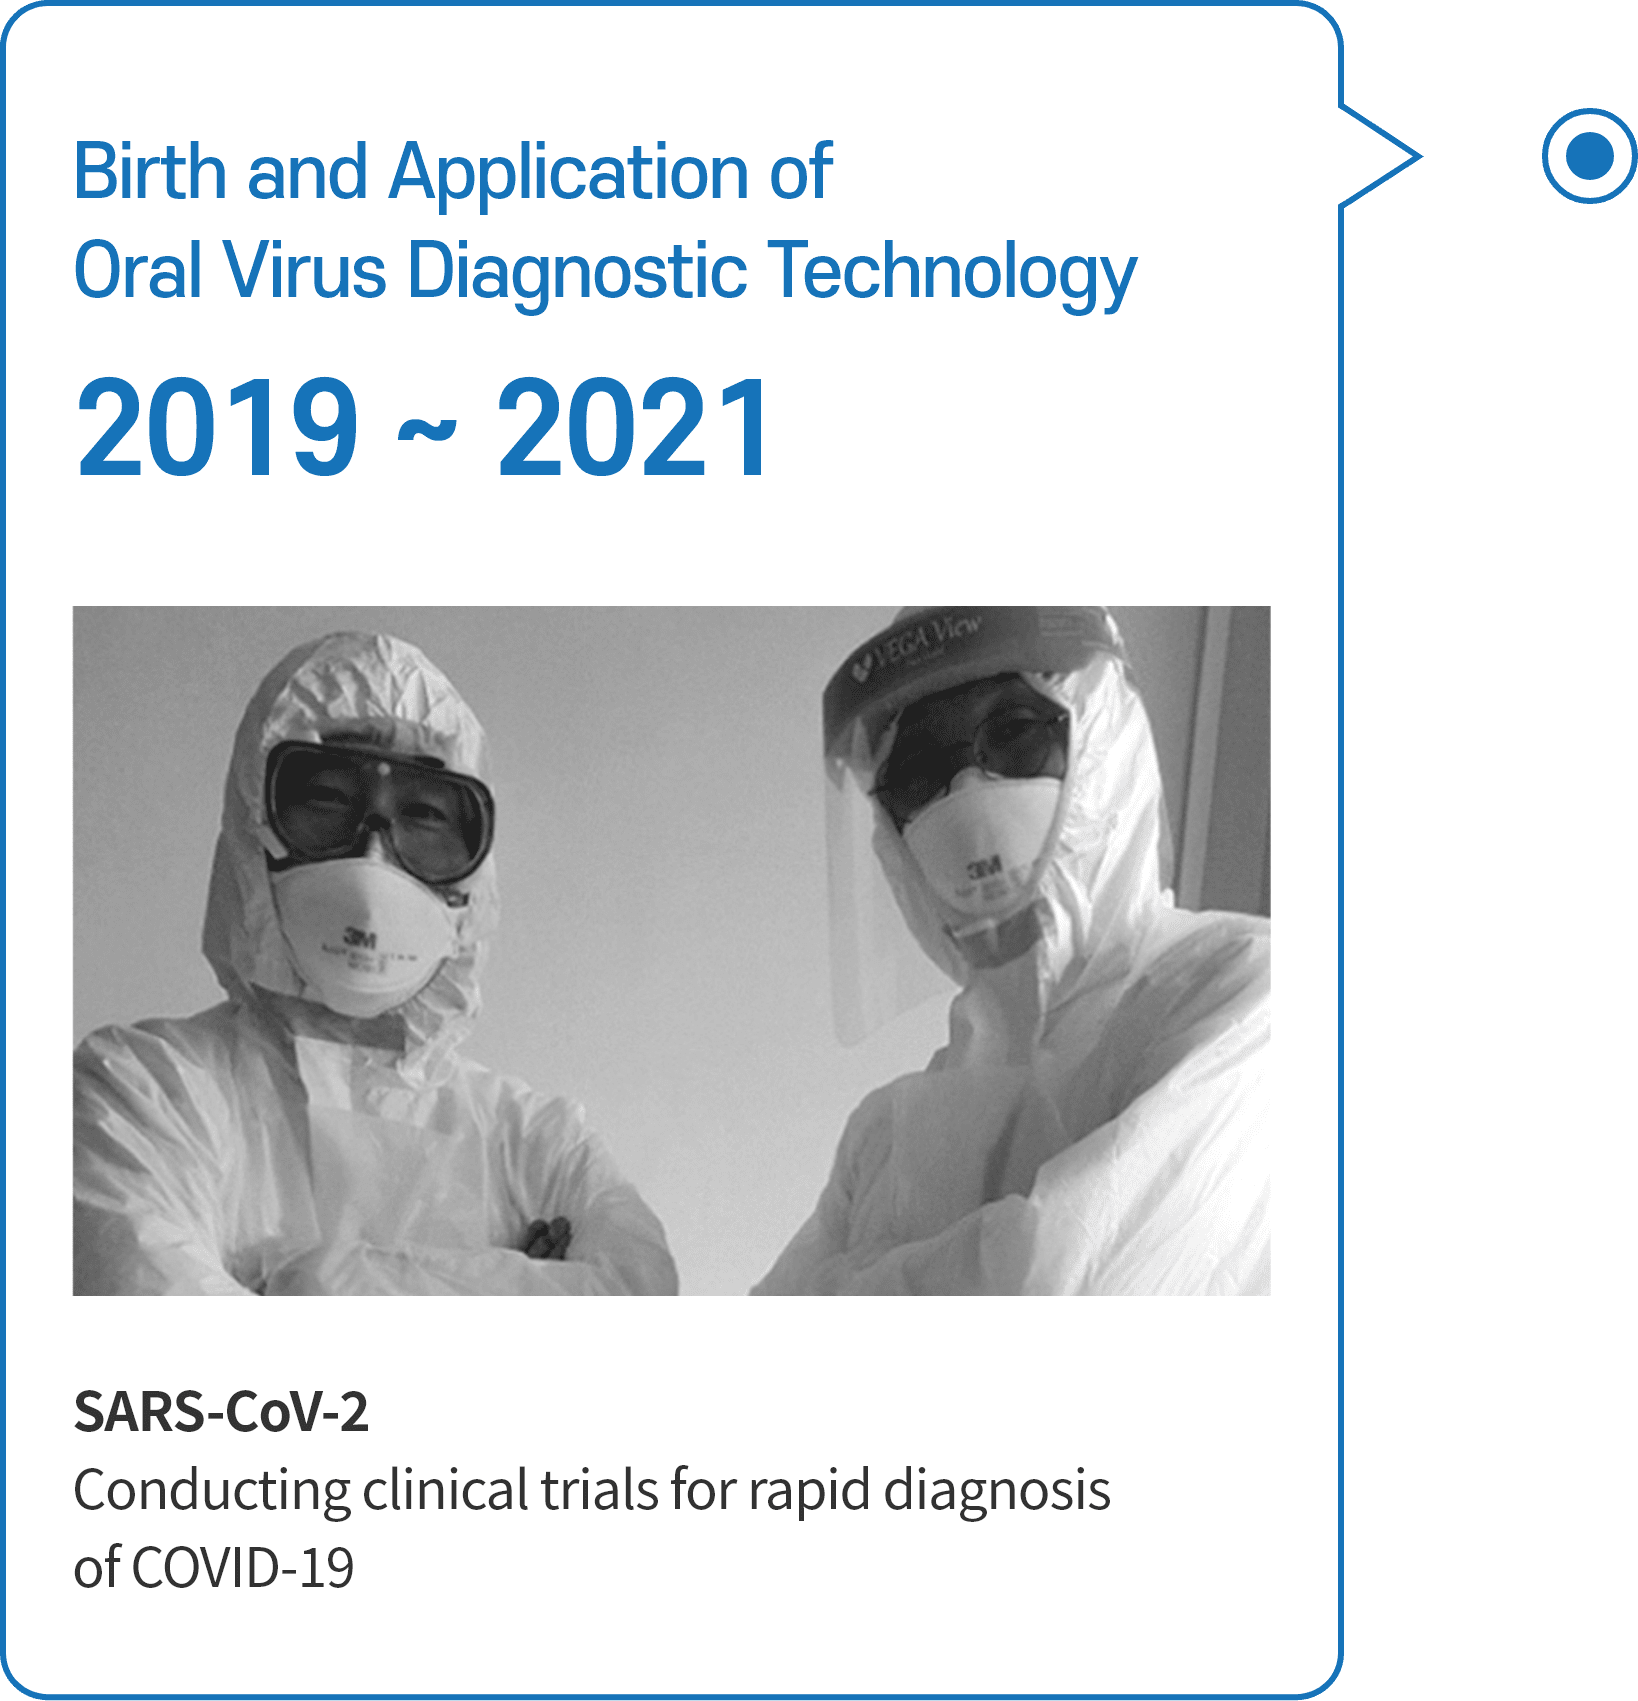 Birth and Application of
Oral Virus Diagnostic Technology
2019 ~ 2021
VEGA View
3M
3M
SARS-CoV-2
Conducting clinical trials for rapid diagnosis
of COVID-19